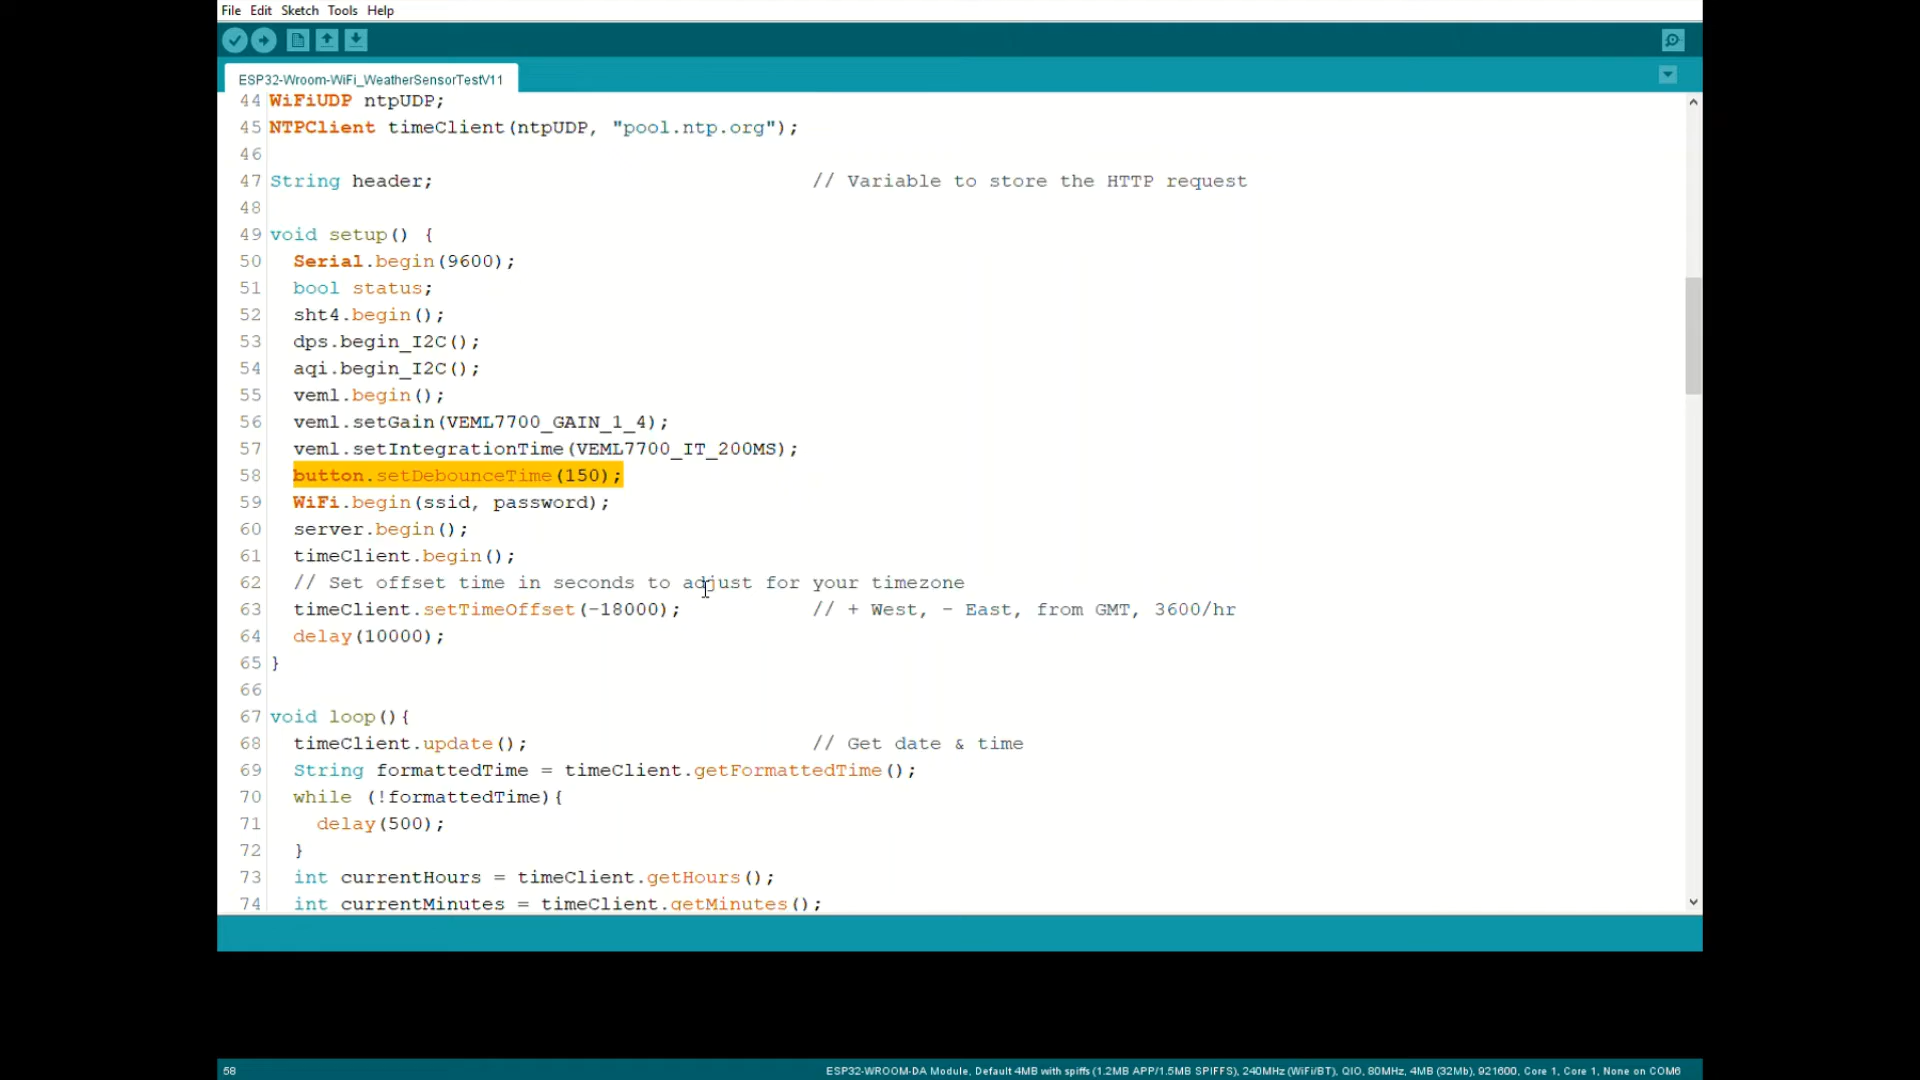 File Edit Sketch Tools Help
ESP32-Wroom-WiFi_WeatherSensorTestV11
44 WiFiUDP ntpUDP;
45 NTPClient timeClient(ntpUDP, "pool.ntp.org");
46
47 String header; // Variable to store the HTTP request
48
49 void setup() {
50 Serial.begin(9600);
51 bool status;
52 sht4.begin();
53 dps.begin_I2C();
54 aqi.begin_I2C();
55 veml.begin();
56 veml.setGain(VEML7700_GAIN_1_4);
57 veml.setIntegrationTime(VEML7700_IT_200MS);
58 button.setDebounceTime(150);
59 WiFi.begin(ssid, password);
60 server.begin();
61 timeClient.begin();
62 // Set offset time in seconds to adjust for your timezone
63 timeClient.setTimeOffset(-18000); // + West, - East, from GMT, 3600/hr
64 delay(10000);
65 }
66
67 void loop(){
68 timeClient.update(); // Get date & time
69 String formattedTime = timeClient.getFormattedTime();
70 while (!formattedTime){
71 delay(500);
72 }
73 int currentHours = timeClient.getHours();
74 int currentMinutes = timeClient.getMinutes();
58 ESP32-WROOM-DA Module, Default 4MB with spiffs (1.2MB APP/1.5MB SPIFFS), 240MHz (WiFi/BT), QIO, 80MHz, 4MB (32Mb), 921600, Core 1, Core 1, None on COM6